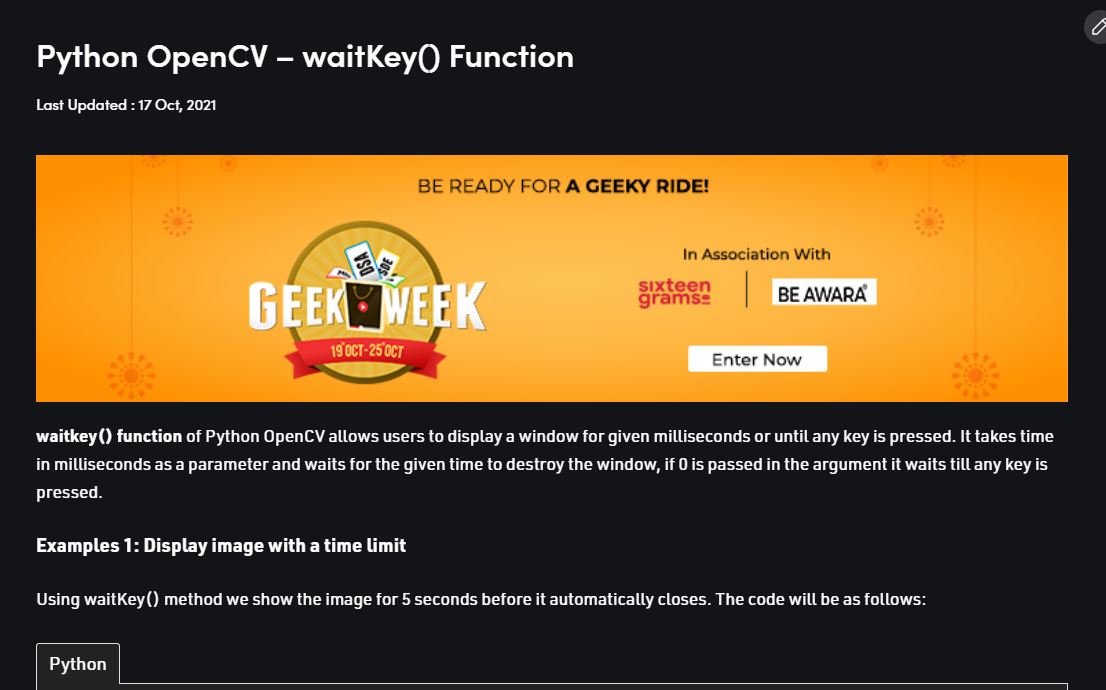 Python OpenCV – waitKey() Function
Last Updated : 17 Oct, 2021
BE READY FOR A GEEKY RIDE!
DSA
SDE
GEEK WEEK
19 OCT-25 OCT
In Association With
sixteen
grams
BE AWARA
Enter Now
waitkey() function of Python OpenCV allows users to display a window for given milliseconds or until any key is pressed. It takes time
in milliseconds as a parameter and waits for the given time to destroy the window, if 0 is passed in the argument it waits till any key is
pressed.
Examples 1: Display image with a time limit
Using waitKey() method we show the image for 5 seconds before it automatically closes. The code will be as follows:
Python